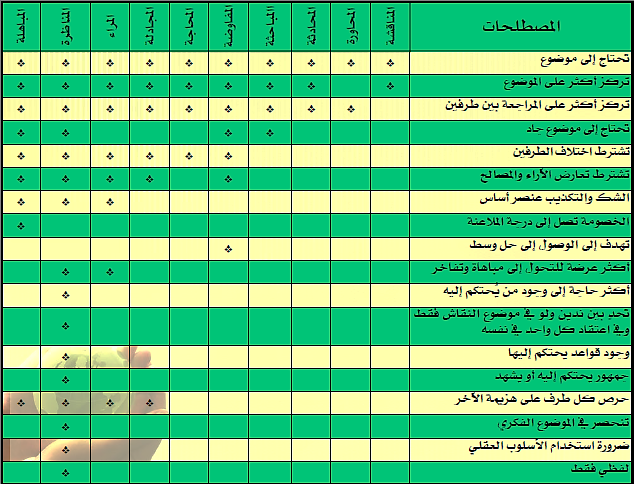 المصطلحات المناقشة المحاورة المحادثة المباحثة المفاوضة المحاجة المجادلة المراء المناظرة المباهلة
تحتاج إلى موضوع
تركز أكثر على الموضوع
تركز أكثر على المراجعة بين طرفين
تحتاج إلى موضوع جاد
تشترط اختلاف الطرفين
تشترط تعارض الأراء والمصالح
الشك والتكذيب عنصر أساس
الخصومة تصل إلى درجة الملاعنة
تهدف إلى الوصول إلى حل وسط
أكثر عرضة للتحول إلى مباهاة وتفاخر
أكثر حاجة إلى وجود من يُحتكم إليه
تحدٍ بين ندين ولو في موضوع النقاش فقط
وفي اعتقاد كل واحد في نفسه
وجود قواعد يحتكم إليها
جمهور يحتكم إليه أو يشهد
حرص كل طرف على هزيمة الآخر
تنحصر في الموضوع الفكري
ضرورة استخدام الأسلوب العقلي
لفظي فقط